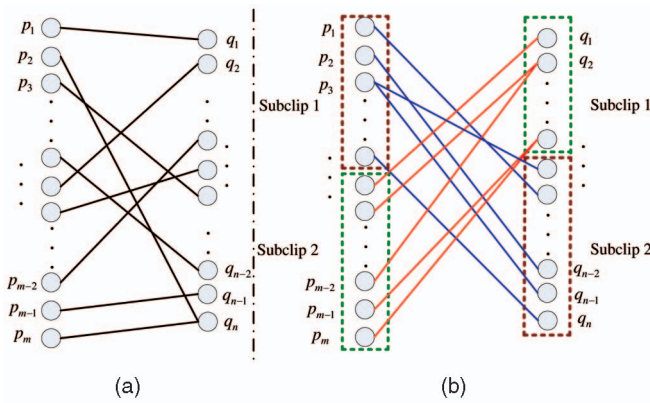 p1
p2
p3
pm-2
pm-1
pm
q1
q2
qn-2
qn-1
qn
Subclip 1
Subclip 2
(a)
p1
p2
p3
pm-2
pm-1
pm
q1
q2
qn-2
qn-1
qn
Subclip 1
Subclip 2
(b)